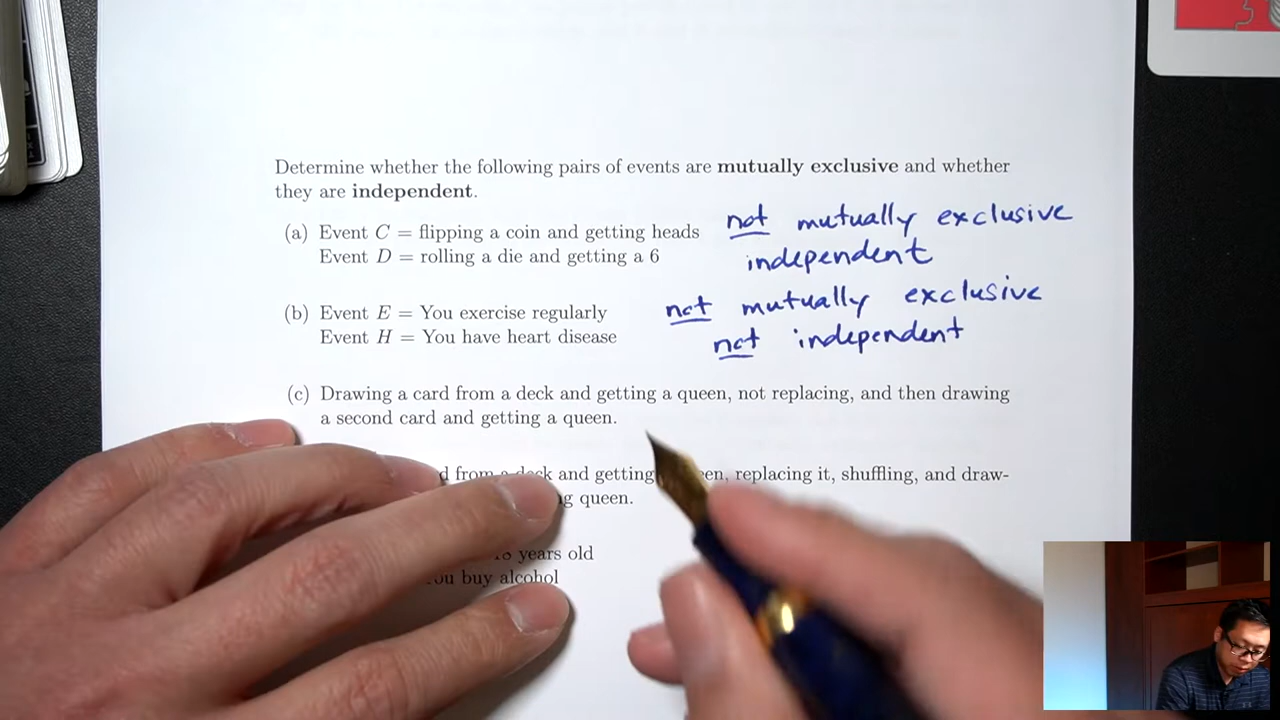 Determine whether the following pairs of events are mutually exclusive and whether
they are independent.
(a) Event C = flipping a coin and getting heads
Event D = rolling a die and getting a 6
not mutually exclusive
independent
(b) Event E = You exercise regularly
Event H = You have heart disease
not mutually exclusive
not independent
(c) Drawing a card from a deck and getting a queen, not replacing, and then drawing
a second card and getting a queen.
from a deck and getting replacing it, shuffling, and draw-
queen.
years old
buy alcohol